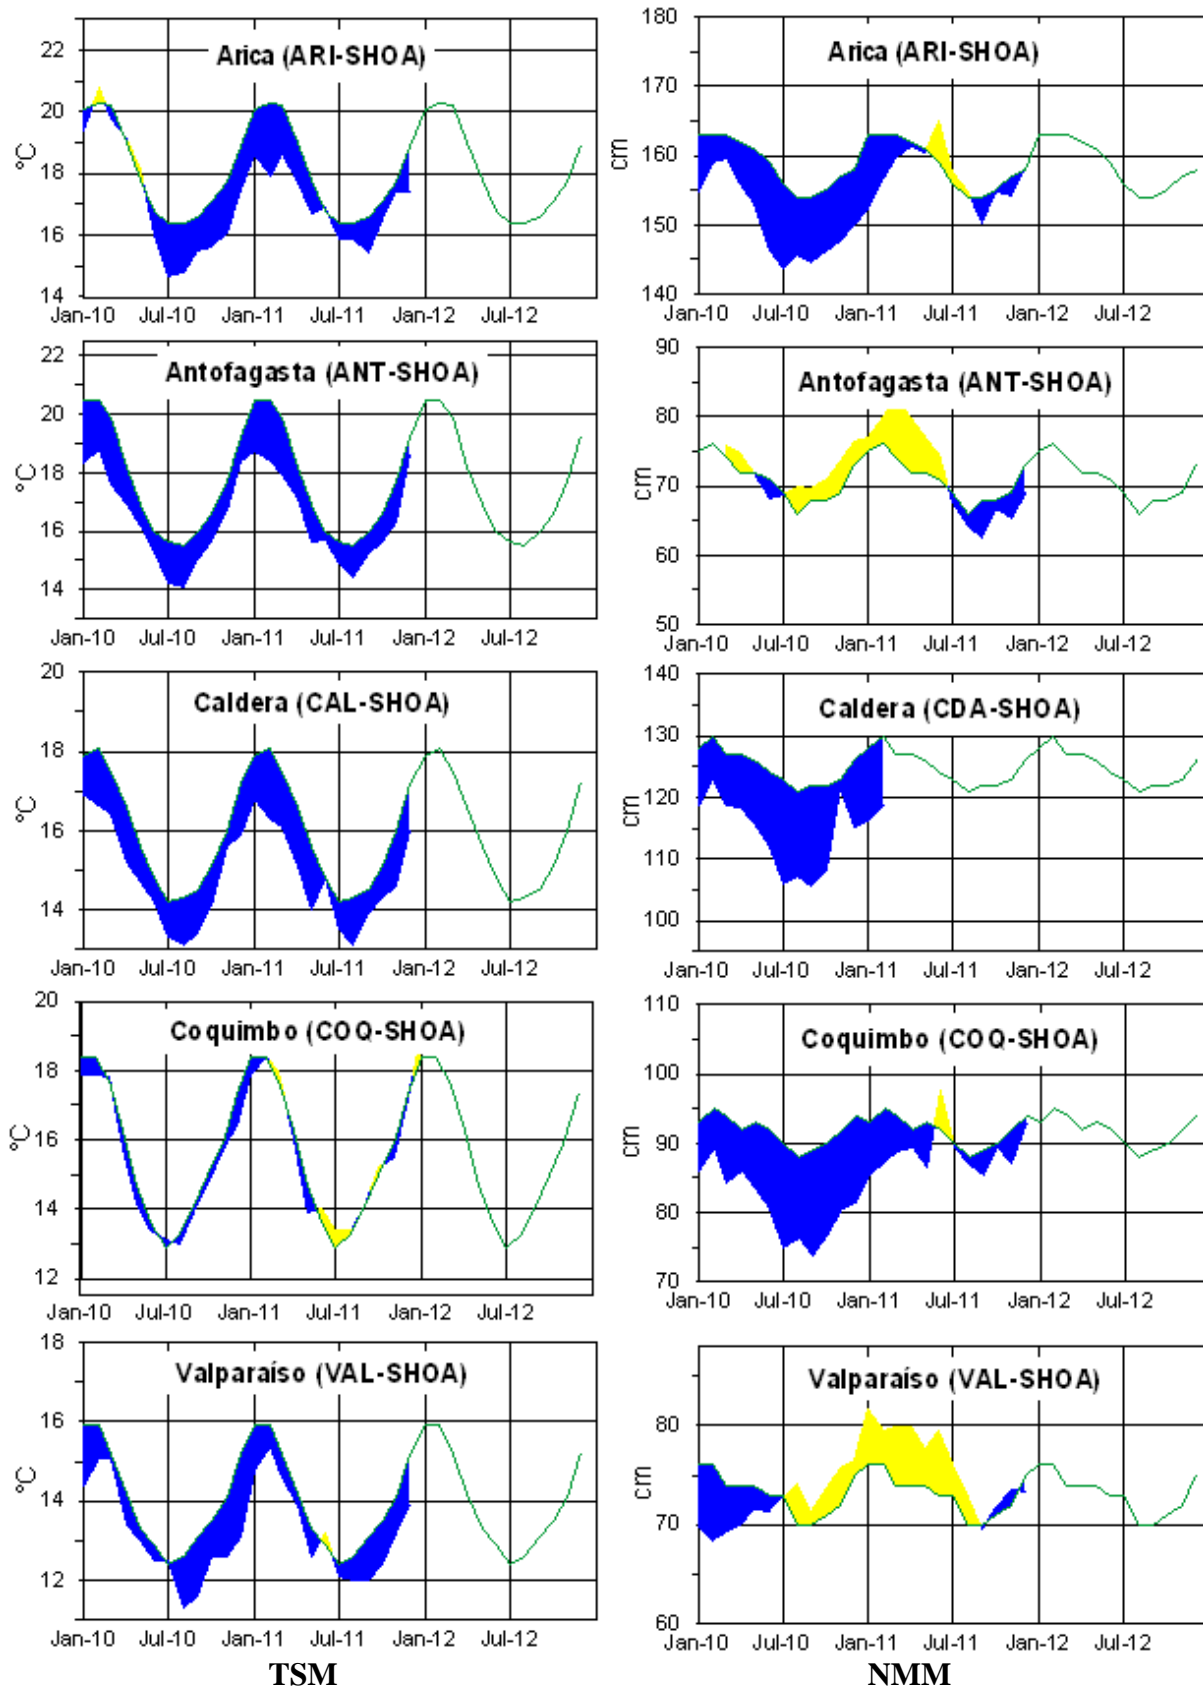 Arica (ARI-SHOA)
22
20
18
16
14
°C
Jan-10 Jul-10 Jan-11 Jul-11 Jan-12 Jul-12
Arica (ARI-SHOA)
180
170
160
150
140
cm
Jan-10 Jul-10 Jan-11 Jul-11 Jan-12 Jul-12
Antofagasta (ANT-SHOA)
22
20
18
16
14
°C
Jan-10 Jul-10 Jan-11 Jul-11 Jan-12 Jul-12
Antofagasta (ANT-SHOA)
90
80
70
60
50
cm
Jan-10 Jul-10 Jan-11 Jul-11 Jan-12 Jul-12
Caldera (CAL-SHOA)
20
18
16
14
°C
Jan-10 Jul-10 Jan-11 Jul-11 Jan-12 Jul-12
Caldera (CDA-SHOA)
140
130
120
110
100
cm
Jan-10 Jul-10 Jan-11 Jul-11 Jan-12 Jul-12
Coquimbo (COQ-SHOA)
20
18
16
14
12
°C
Jan-10 Jul-10 Jan-11 Jul-11 Jan-12 Jul-12
Coquimbo (COQ-SHOA)
110
100
90
80
70
cm
Jan-10 Jul-10 Jan-11 Jul-11 Jan-12 Jul-12
Valparaíso (VAL-SHOA)
18
16
14
12
°C
Jan-10 Jul-10 Jan-11 Jul-11 Jan-12 Jul-12
Valparaíso (VAL-SHOA)
80
70
60
cm
Jan-10 Jul-10 Jan-11 Jul-11 Jan-12 Jul-12
TSM
NMM